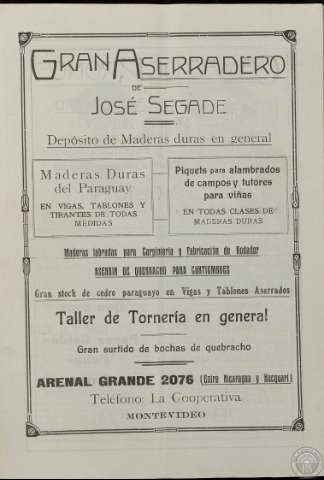 GRAN ASERRADERO
DE
JOSÉ SEGADE
Depósito de Maderas duras en general
Maderas Duras
del Paraguay
EN VIGAS, TABLONES Y
TIRANTES DE TODAS
MEDIDAS
Piquets para alambrados
de campos y tutores
para viñas
EN TODAS CLASES DE
MADERAS DURAS
Maderas labradas para Carpintería y Fabricación de Rodados
ASERRIN DE QUEBRACHO PARA CURTIEMBRES
Gran stock de cedro paraguayo en Vigas y Tablones Aserrados
Taller de Tornería en general
Gran surtido de bochas de quebracho
ARENAL GRANDE 2076 (Entre Nicaragua y Yacquarí)
Teléfono: La Cooperativa
MONTEVIDEO